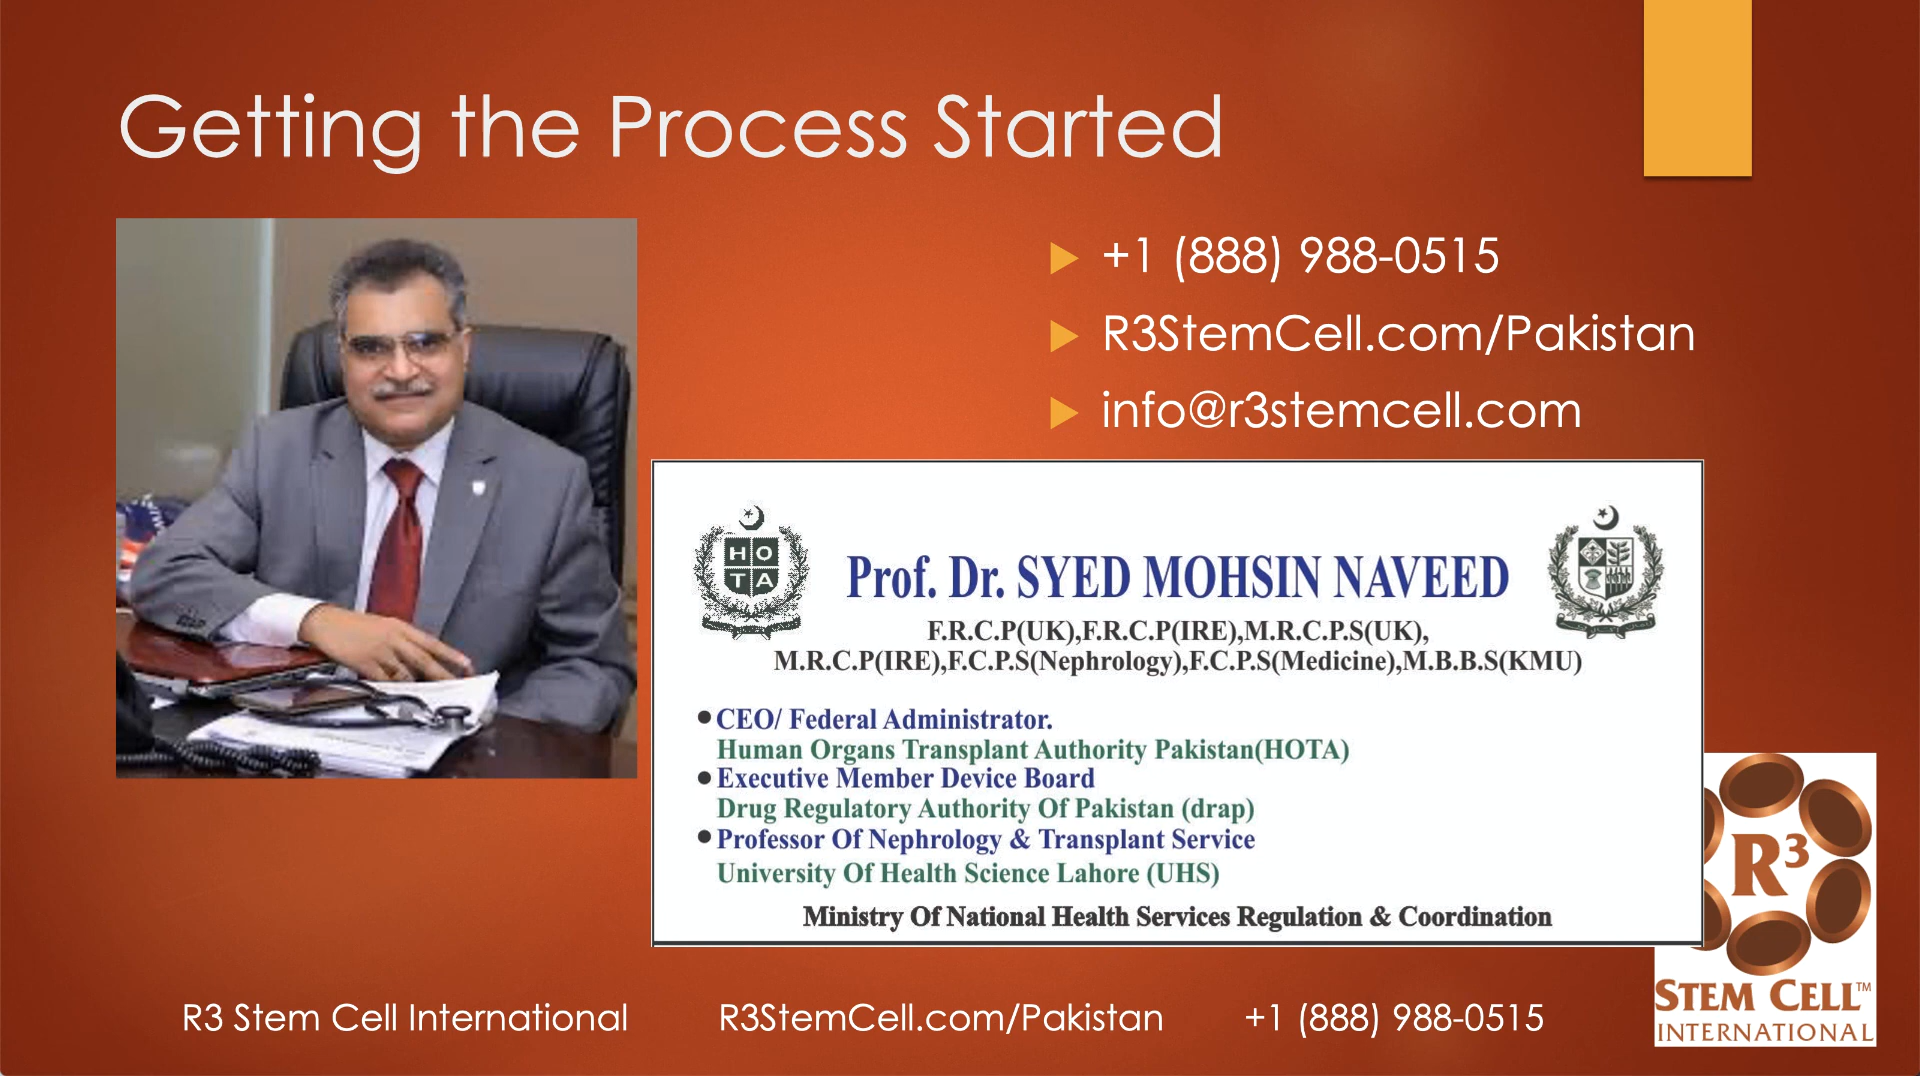 Getting the Process Started
+1 (888) 988-0515
R3StemCell.com/Pakistan
info@r3stemcell.com
H O
T A
Prof. Dr. SYED MOHSIN NAVEED
F.R.C.P(UK),F.R.C.P(IRE),M.R.C.P.S(UK),
M.R.C.P(IRE),F.C.P.S(Nephrology),F.C.P.S(Medicine),M.B.B.S(KMU)
•CEO/ Federal Administrator.
Human Organs Transplant Authority Pakistan(HOTA)
•Executive Member Device Board
Drug Regulatory Authority Of Pakistan (drap)
•Professor Of Nephrology & Transplant Service
University Of Health Science Lahore (UHS)
Ministry Of National Health Services Regulation & Coordination
R³
STEM CELL™
INTERNATIONAL
R3 Stem Cell International R3StemCell.com/Pakistan +1 (888) 988-0515